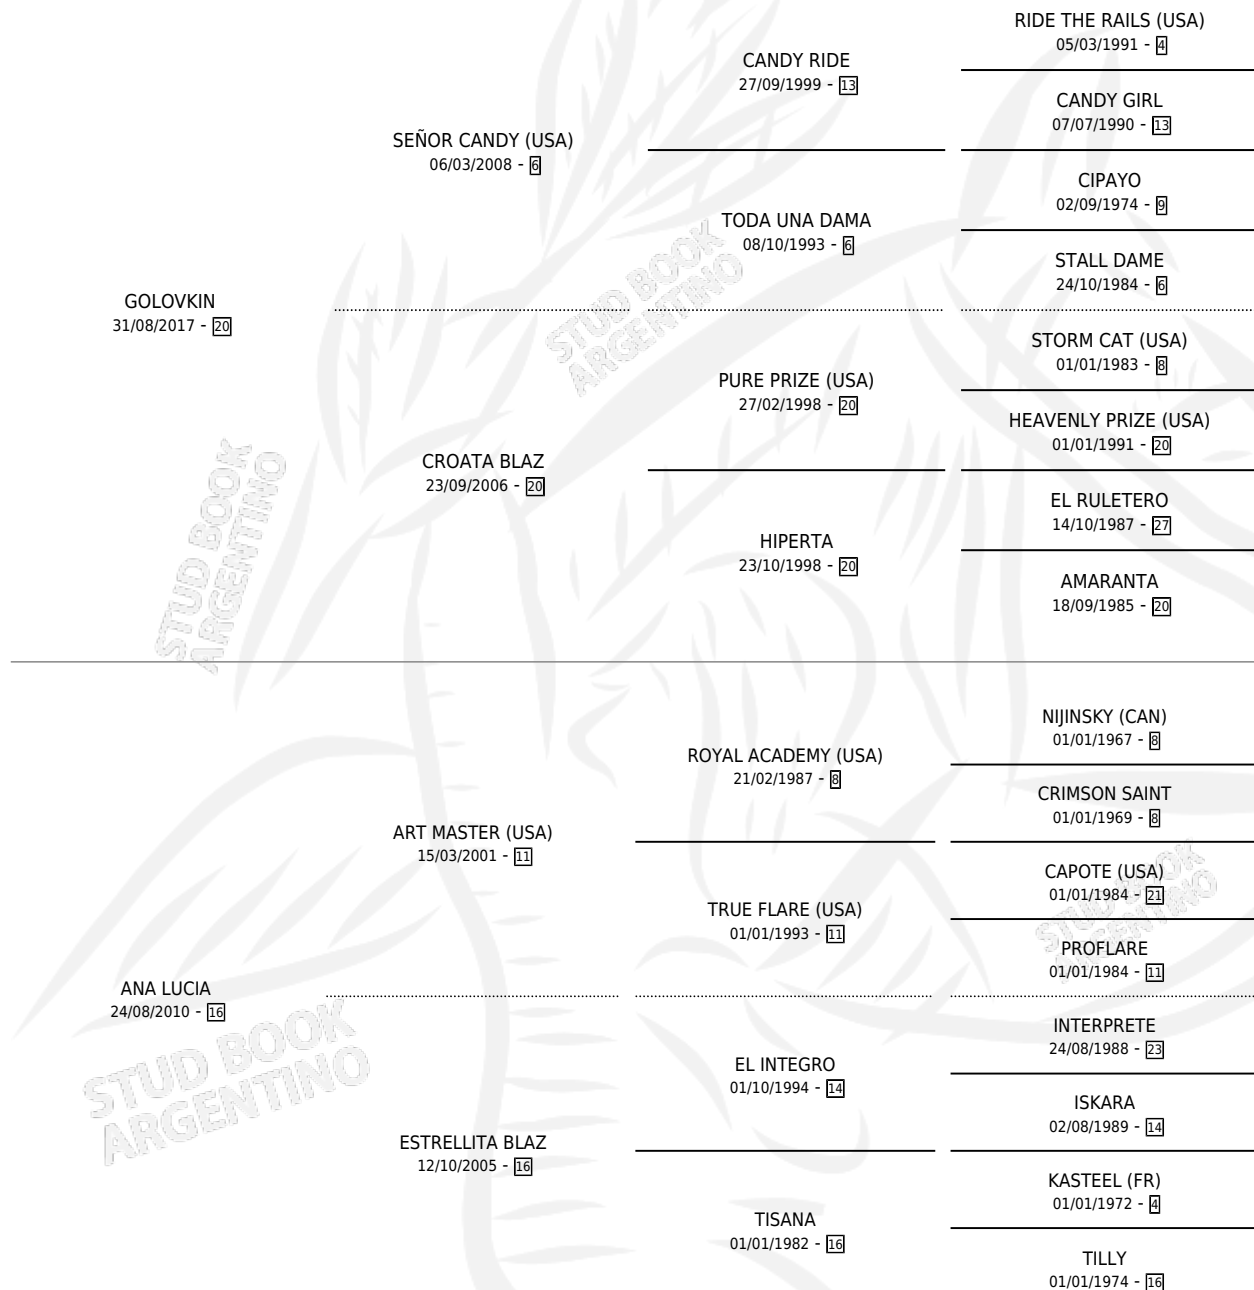 RIDE THE RAILS (USA)
05/03/1991 - 4
CANDY RIDE
27/09/1999 - 13
CANDY GIRL
07/07/1990 - 13
SEÑOR CANDY (USA)
06/03/2008 - 6
CIPAYO
02/09/1974 - 9
TODA UNA DAMA
08/10/1993 - 6
STALL DAME
24/10/1984 - 6
GOLOVKIN
31/08/2017 - 20
STORM CAT (USA)
01/01/1983 - 8
PURE PRIZE (USA)
27/02/1998 - 20
HEAVENLY PRIZE (USA)
01/01/1991 - 20
CROATA BLAZ
23/09/2006 - 20
EL RULETERO
14/10/1987 - 27
HIPERTA
23/10/1998 - 20
AMARANTA
18/09/1985 - 20
NIJINSKY (CAN)
01/01/1967 - 8
ROYAL ACADEMY (USA)
21/02/1987 - 8
CRIMSON SAINT
01/01/1969 - 8
ART MASTER (USA)
15/03/2001 - 11
CAPOTE (USA)
01/01/1984 - 21
TRUE FLARE (USA)
01/01/1993 - 11
PROFLARE
01/01/1984 - 11
ANA LUCIA
24/08/2010 - 16
INTERPRETE
24/08/1988 - 23
EL INTEGRO
01/10/1994 - 14
ISKARA
02/08/1989 - 14
ESTRELLITA BLAZ
12/10/2005 - 16
KASTEEL (FR)
01/01/1972 - 4
TISANA
01/01/1982 - 16
TILLY
01/01/1974 - 16
STUD BOOK
ARGENTINO
STUD BOOK
ARGENTINO
STUD BOOK
ARGENTINO
STUD BOOK
ARGENTINO